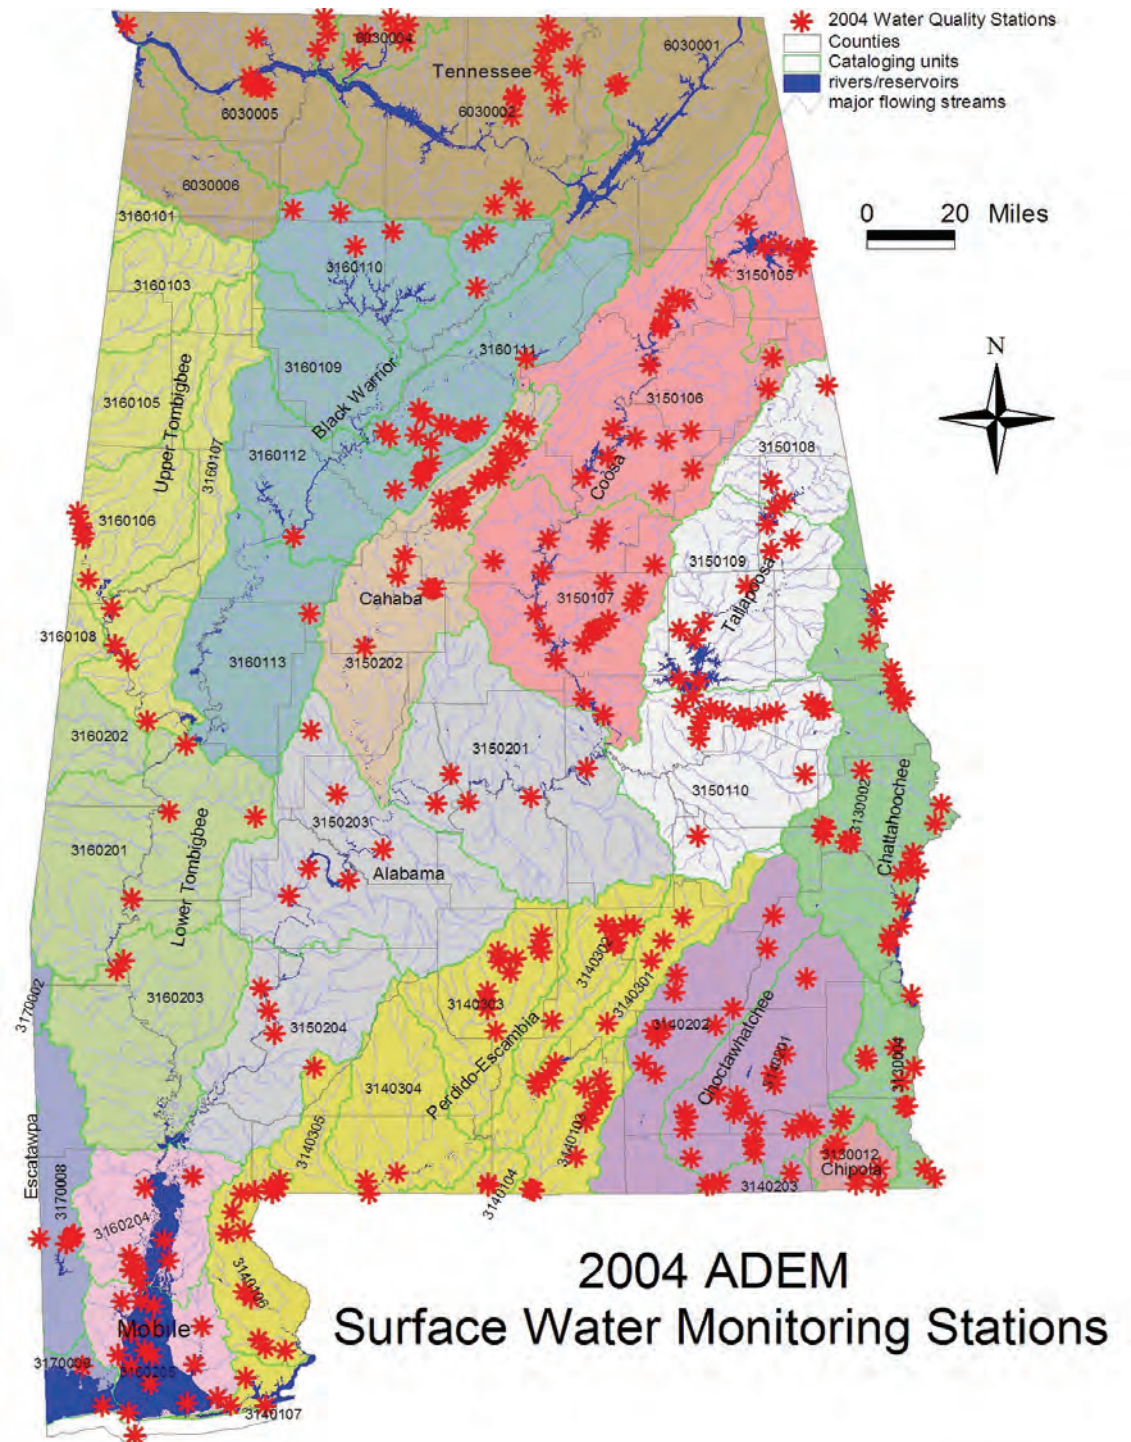 2004 Water Quality Stations
Counties
Cataloging units
rivers/reservoirs
major flowing streams
0 20 Miles
N
6030004
6030001
Tennessee
6030002
6030005
6030006
3160101
3160103
3160110
3150105
3160111
3160109
Black Warrior
3150106
3160105
Upper Tombigbee
3160107
3160112
3150108
Coosa
3160106
3150109
Tallapoosa
3150107
Cahaba
3160108
3160113
3150202
3160202
3150201
3150110
3130002
Chattahoochee
3150203
3160201
Lower Tombigbee
Alabama
3140302
3140301
3170002
3160203
3140303
3150204
3140202
Choctawhatchee
3140201
3130004
Perdido-Escambia
3140304
3140305
3140103
3130012
Chipola
3140203
3140104
Escatawpa
3170008
3160204
3140106
Mobile
3170009
3160205
3140107
2004 ADEM
Surface Water Monitoring Stations